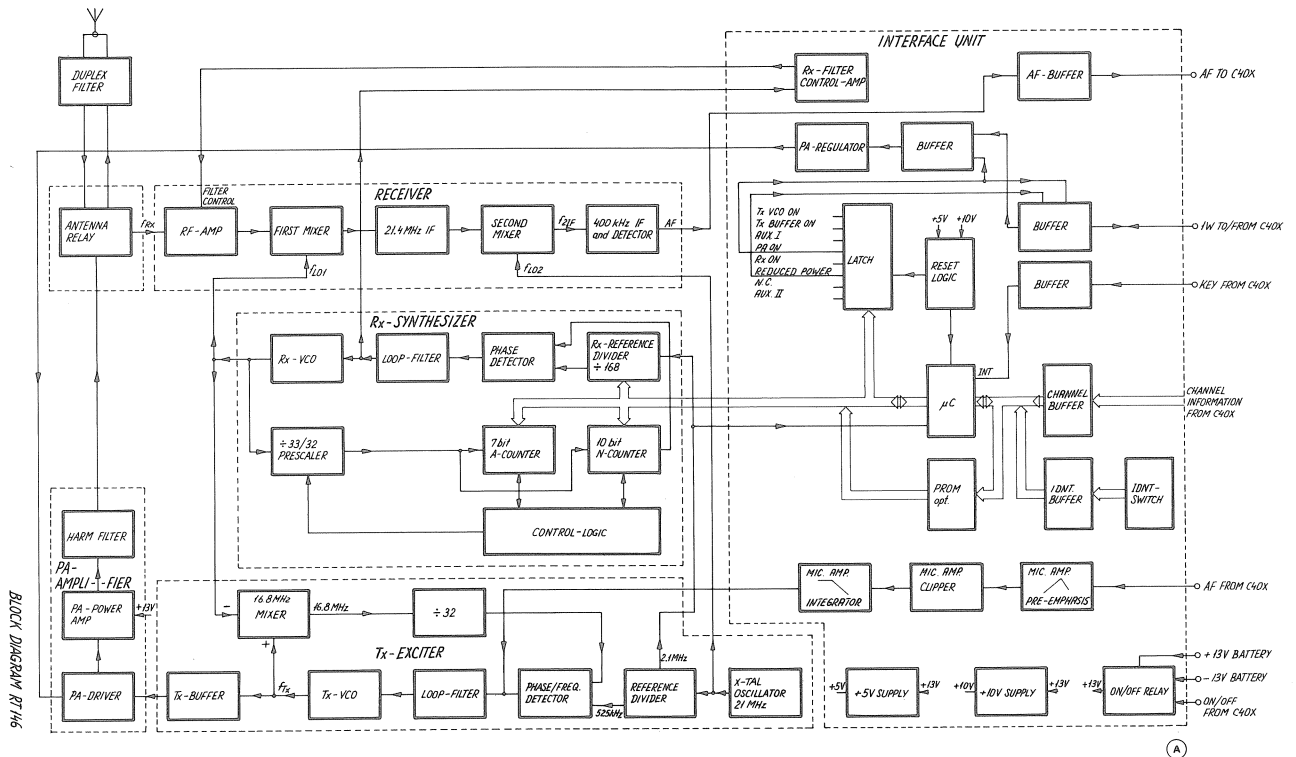 INTERFACE UNIT
DUPLEX
FILTER
Rx-FILTER
CONTROL-AMP
AF-BUFFER
AF TO C40X
PA-REGULATOR
BUFFER
FILTER
CONTROL
RECEIVER
ANTENNA
RELAY
fRx
RF-AMP
FIRST MIXER
21.4 MHz IF
SECOND
MIXER
f2IF
400 kHz IF
and DETECTOR
AF
fLO1
fLO2
Tx VCO ON
Tx BUFFER ON
AUX. I
PA ON
Rx ON
REDUCED POWER
N.C.
AUX. II
LATCH
+5V +10V
RESET
LOGIC
BUFFER
1W TO/FROM C40X
BUFFER
KEY FROM C40X
Rx-SYNTHESIZER
Rx-VCO
LOOP-FILTER
PHASE
DETECTOR
Rx-REFERENCE
DIVIDER
÷ 168
INT
µC
CHANNEL
BUFFER
CHANNEL
INFORMATION
FROM C40X
÷ 33/32
PRESCALER
7 bit
A-COUNTER
10 bit
N-COUNTER
PROM
opt.
IDNT.
BUFFER
IDNT-
SWITCH
CONTROL-LOGIC
HARM FILTER
PA-
AMPLI--FIER
PA-POWER
AMP
+13V
PA-DRIVER
16.8 MHz
MIXER
-
+
16.8 MHz
÷ 32
Tx-EXCITER
2.1 MHz
Tx-BUFFER
fTx
Tx-VCO
LOOP-FILTER
PHASE/FREQ.
DETECTOR
525kHz
REFERENCE
DIVIDER
X-TAL
OSCILLATOR
21 MHz
MIC. AMP.
INTEGRATOR
MIC. AMP.
CLIPPER
MIC. AMP.
PRE-EMPHASIS
AF FROM C40X
+5V
+5V SUPPLY
+13V
+10V
+10V SUPPLY
+13V
+13V
ON/OFF RELAY
+ 13V BATTERY
- 13V BATTERY
ON/OFF
FROM C40X
BLOCK DIAGRAM RT146
A